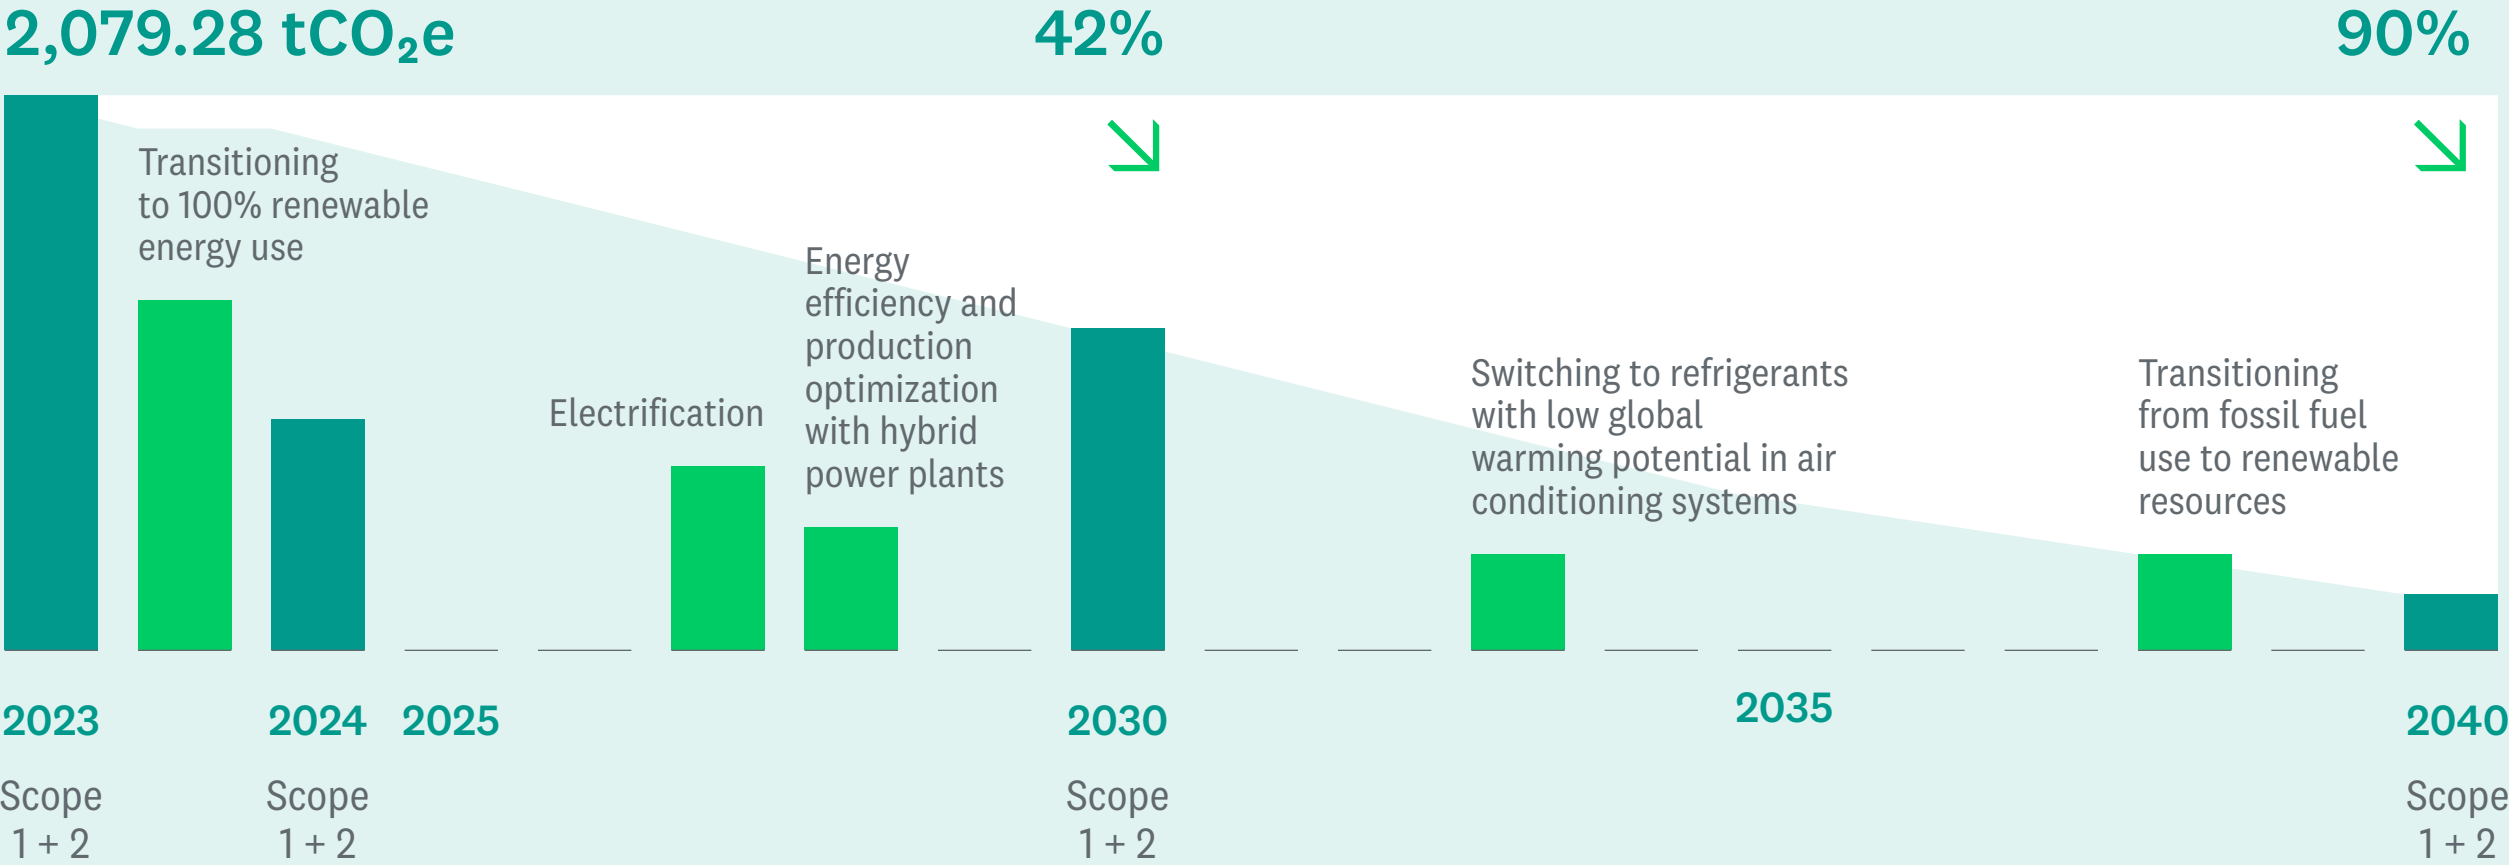 2,079.28 tCO₂e
42%
90%
Transitioning
to 100% renewable
energy use
Electrification
Energy
efficiency and
production
optimization
with hybrid
power plants
Switching to refrigerants
with low global
warming potential in air
conditioning systems
Transitioning
from fossil fuel
use to renewable
resources
2023
2024
2025
2030
2035
2040
Scope
1 + 2
Scope
1 + 2
Scope
1 + 2
Scope
1 + 2